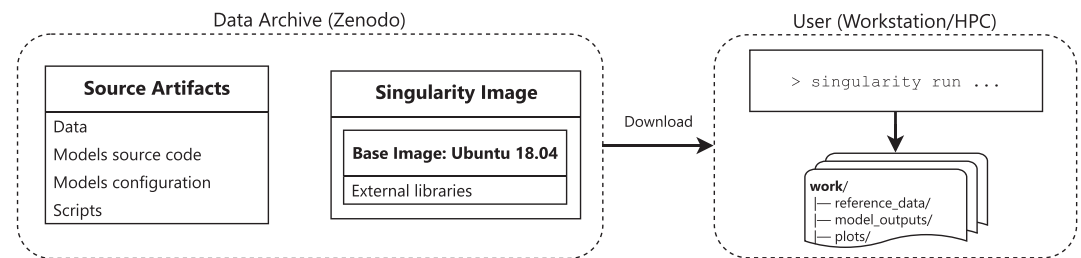 Data Archive (Zenodo)
Source Artifacts
Data
Models source code
Models configuration
Scripts
Singularity Image
Base Image: Ubuntu 18.04
External libraries
Download
User (Workstation/HPC)
> singularity run ...
work/
|— reference_data/
|— model_outputs/
|— plots/